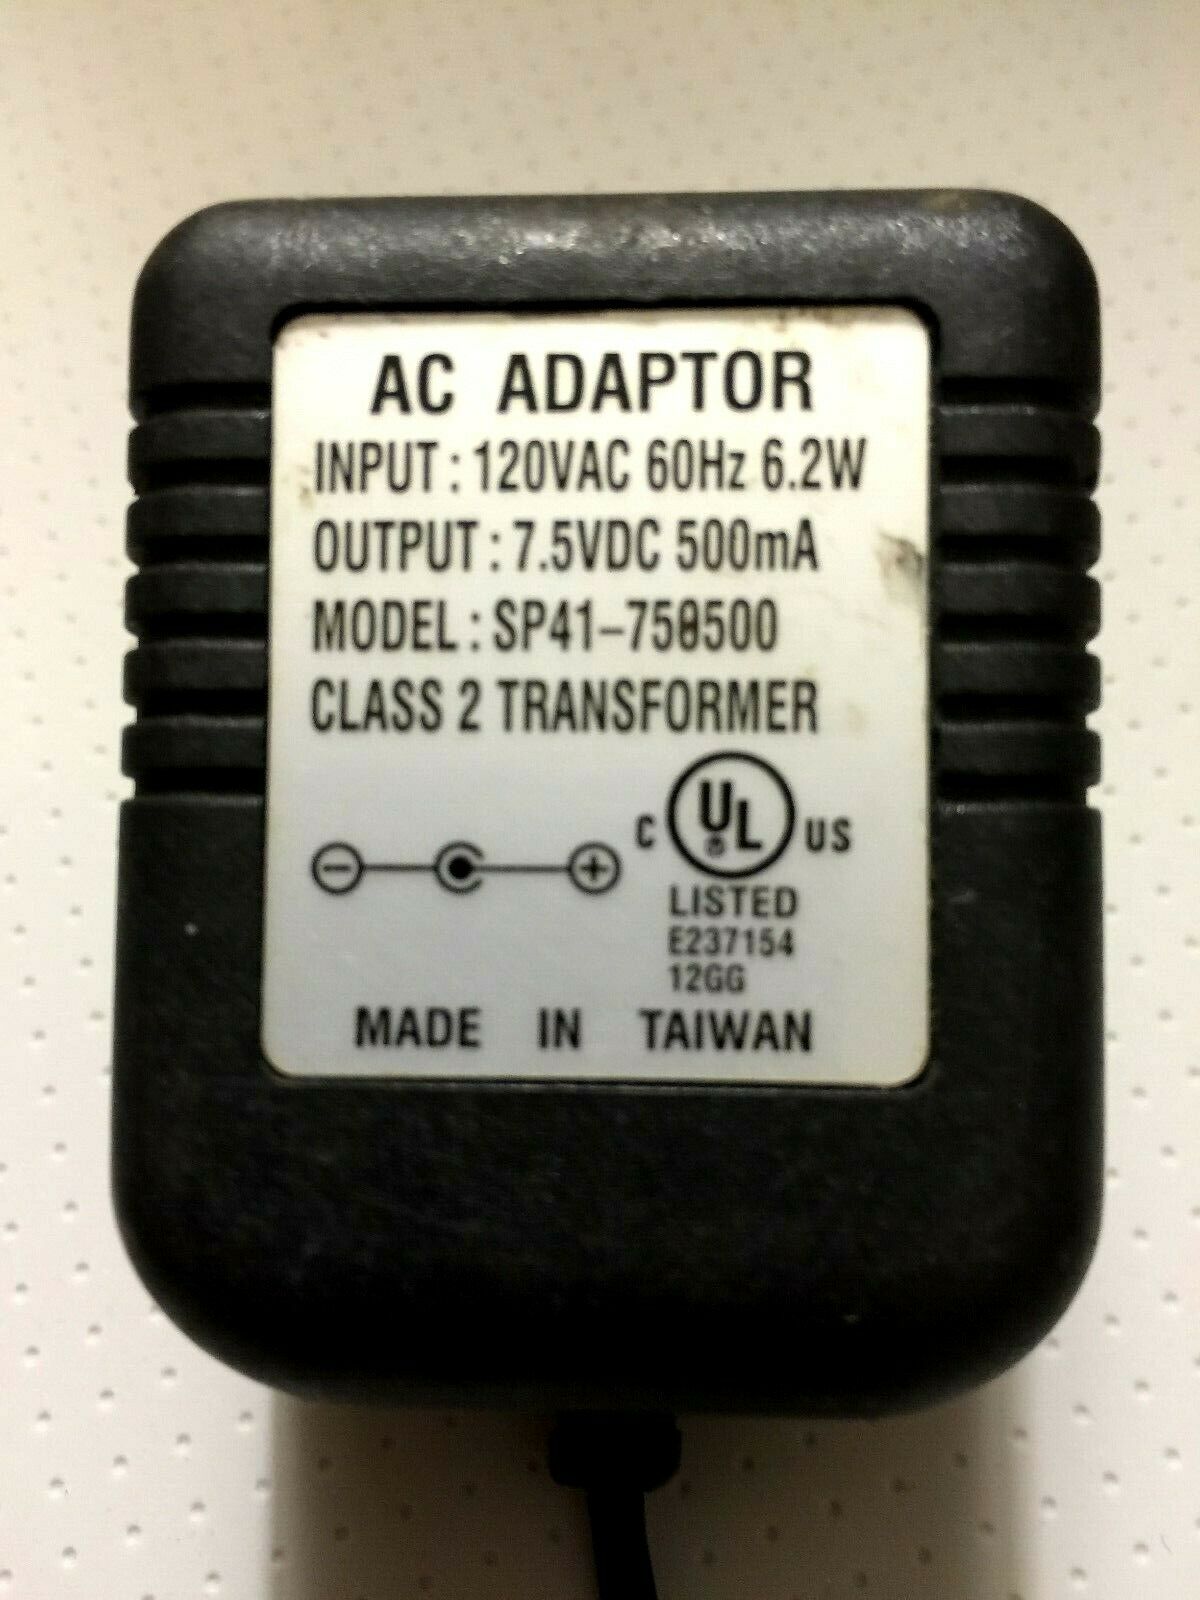 AC ADAPTOR
INPUT : 120VAC 60Hz 6.2W
OUTPUT : 7.5VDC 500mA
MODEL : SP41-750500
CLASS 2 TRANSFORMER
C UL® US
LISTED
E237154
12GG
MADE IN TAIWAN